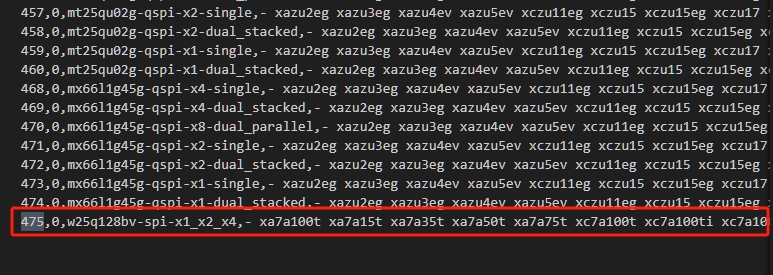 457,0,mt25qu02g-qspi-x2-single,- xazu2eg xazu3eg xazu4ev xazu5ev xczu11eg xczu15 xczu15eg xczu17
458,0,mt25qu02g-qspi-x2-dual_stacked,- xazu2eg xazu3eg xazu4ev xazu5ev xczu11eg xczu15 xczu15eg
459,0,mt25qu02g-qspi-x1-single,- xazu2eg xazu3eg xazu4ev xazu5ev xczu11eg xczu15 xczu15eg xczu17
460,0,mt25qu02g-qspi-x1-dual_stacked,- xazu2eg xazu3eg xazu4ev xazu5ev xczu11eg xczu15 xczu15eg
468,0,mx66l1g45g-qspi-x4-single,- xazu2eg xazu3eg xazu4ev xazu5ev xczu11eg xczu15 xczu15eg xczu17
469,0,mx66l1g45g-qspi-x4-dual_stacked,- xazu2eg xazu3eg xazu4ev xazu5ev xczu11eg xczu15 xczu15eg
470,0,mx66l1g45g-qspi-x8-dual_parallel,- xazu2eg xazu3eg xazu4ev xazu5ev xczu11eg xczu15 xczu15eg
471,0,mx66l1g45g-qspi-x2-single,- xazu2eg xazu3eg xazu4ev xazu5ev xczu11eg xczu15 xczu15eg xczu17
472,0,mx66l1g45g-qspi-x2-dual_stacked,- xazu2eg xazu3eg xazu4ev xazu5ev xczu11eg xczu15 xczu15eg
473,0,mx66l1g45g-qspi-x1-single,- xazu2eg xazu3eg xazu4ev xazu5ev xczu11eg xczu15 xczu15eg xczu17
474,0,mx66l1g45g-qspi-x1-dual_stacked,- xazu2eg xazu3eg xazu4ev xazu5ev xczu11eg xczu15 xczu15eg
475,0,w25q128bv-spi-x1_x2_x4,- xa7a100t xa7a15t xa7a35t xa7a50t xa7a75t xc7a100t xc7a100ti xc7a10